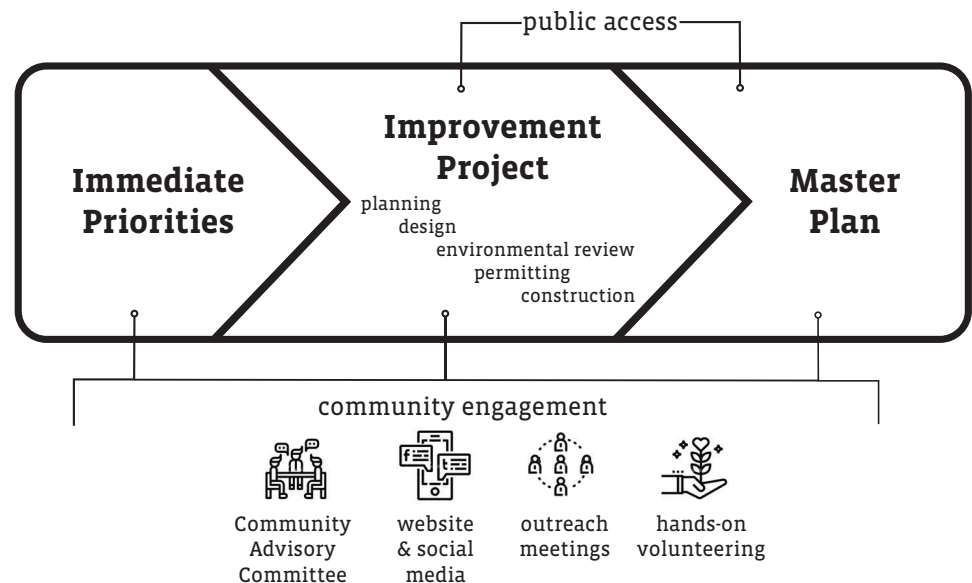 public access
Immediate
Priorities
Improvement
Project
planning
design
environmental review
permitting
construction
Master
Plan
community engagement
f
t
Community
Advisory
Committee
website
& social
media
outreach
meetings
hands-on
volunteering